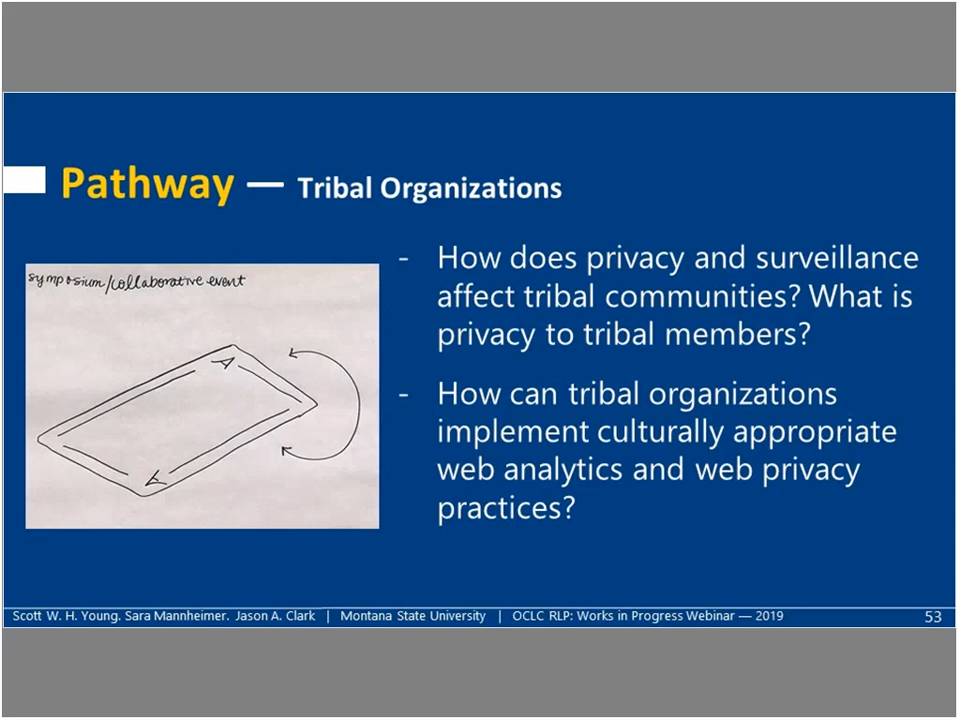 Pathway — Tribal Organizations
symposium/collaborative event
A
A
- How does privacy and surveillance
affect tribal communities? What is
privacy to tribal members?
- How can tribal organizations
implement culturally appropriate
web analytics and web privacy
practices?
Scott W. H. Young. Sara Mannheimer. Jason A. Clark | Montana State University | OCLC RLP: Works in Progress Webinar — 2019
53